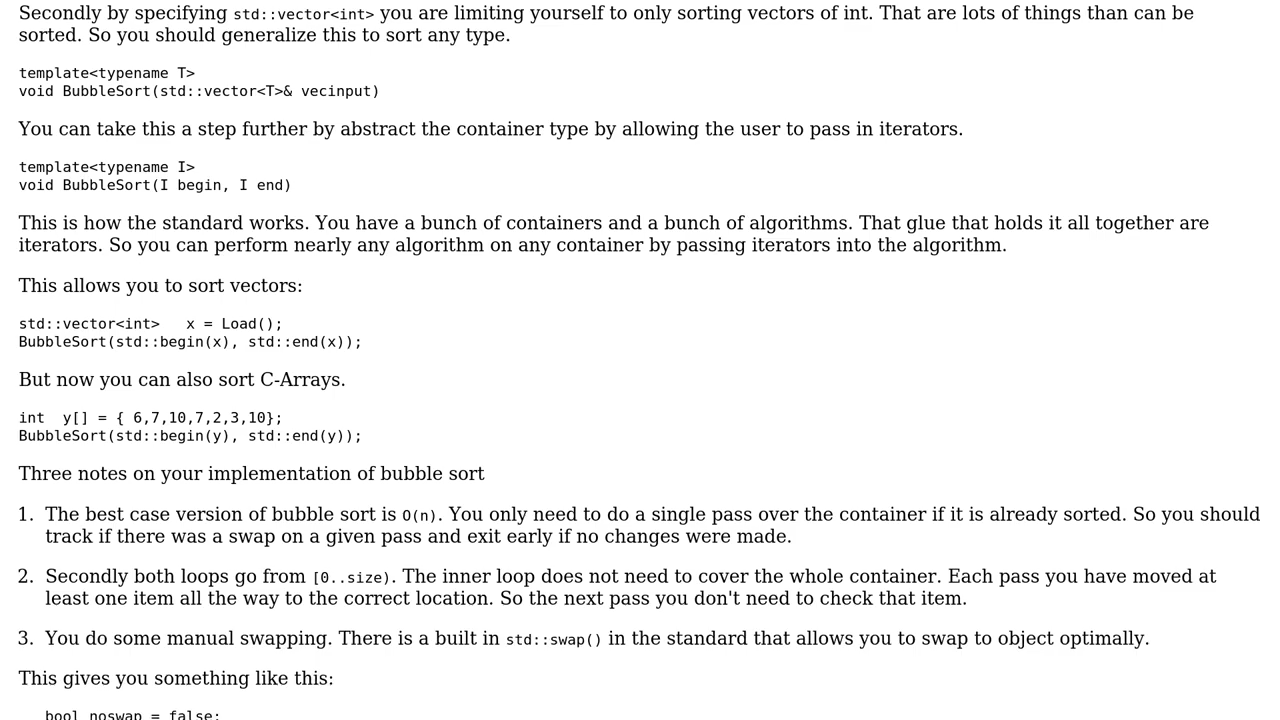 Secondly by specifying std::vector<int> you are limiting yourself to only sorting vectors of int. That are lots of things than can be
sorted. So you should generalize this to sort any type.
template<typename T>
void BubbleSort(std::vector<T>& vecinput)
You can take this a step further by abstract the container type by allowing the user to pass in iterators.
template<typename I>
void BubbleSort(I begin, I end)
This is how the standard works. You have a bunch of containers and a bunch of algorithms. That glue that holds it all together are
iterators. So you can perform nearly any algorithm on any container by passing iterators into the algorithm.
This allows you to sort vectors:
std::vector<int>   x = Load();
BubbleSort(std::begin(x), std::end(x));
But now you can also sort C-Arrays.
int  y[] = { 6,7,10,7,2,3,10};
BubbleSort(std::begin(y), std::end(y));
Three notes on your implementation of bubble sort
1. The best case version of bubble sort is O(n). You only need to do a single pass over the container if it is already sorted. So you should
track if there was a swap on a given pass and exit early if no changes were made.
2. Secondly both loops go from [0..size). The inner loop does not need to cover the whole container. Each pass you have moved at
least one item all the way to the correct location. So the next pass you don't need to check that item.
3. You do some manual swapping. There is a built in std::swap() in the standard that allows you to swap to object optimally.
This gives you something like this:
bool noswap = false;